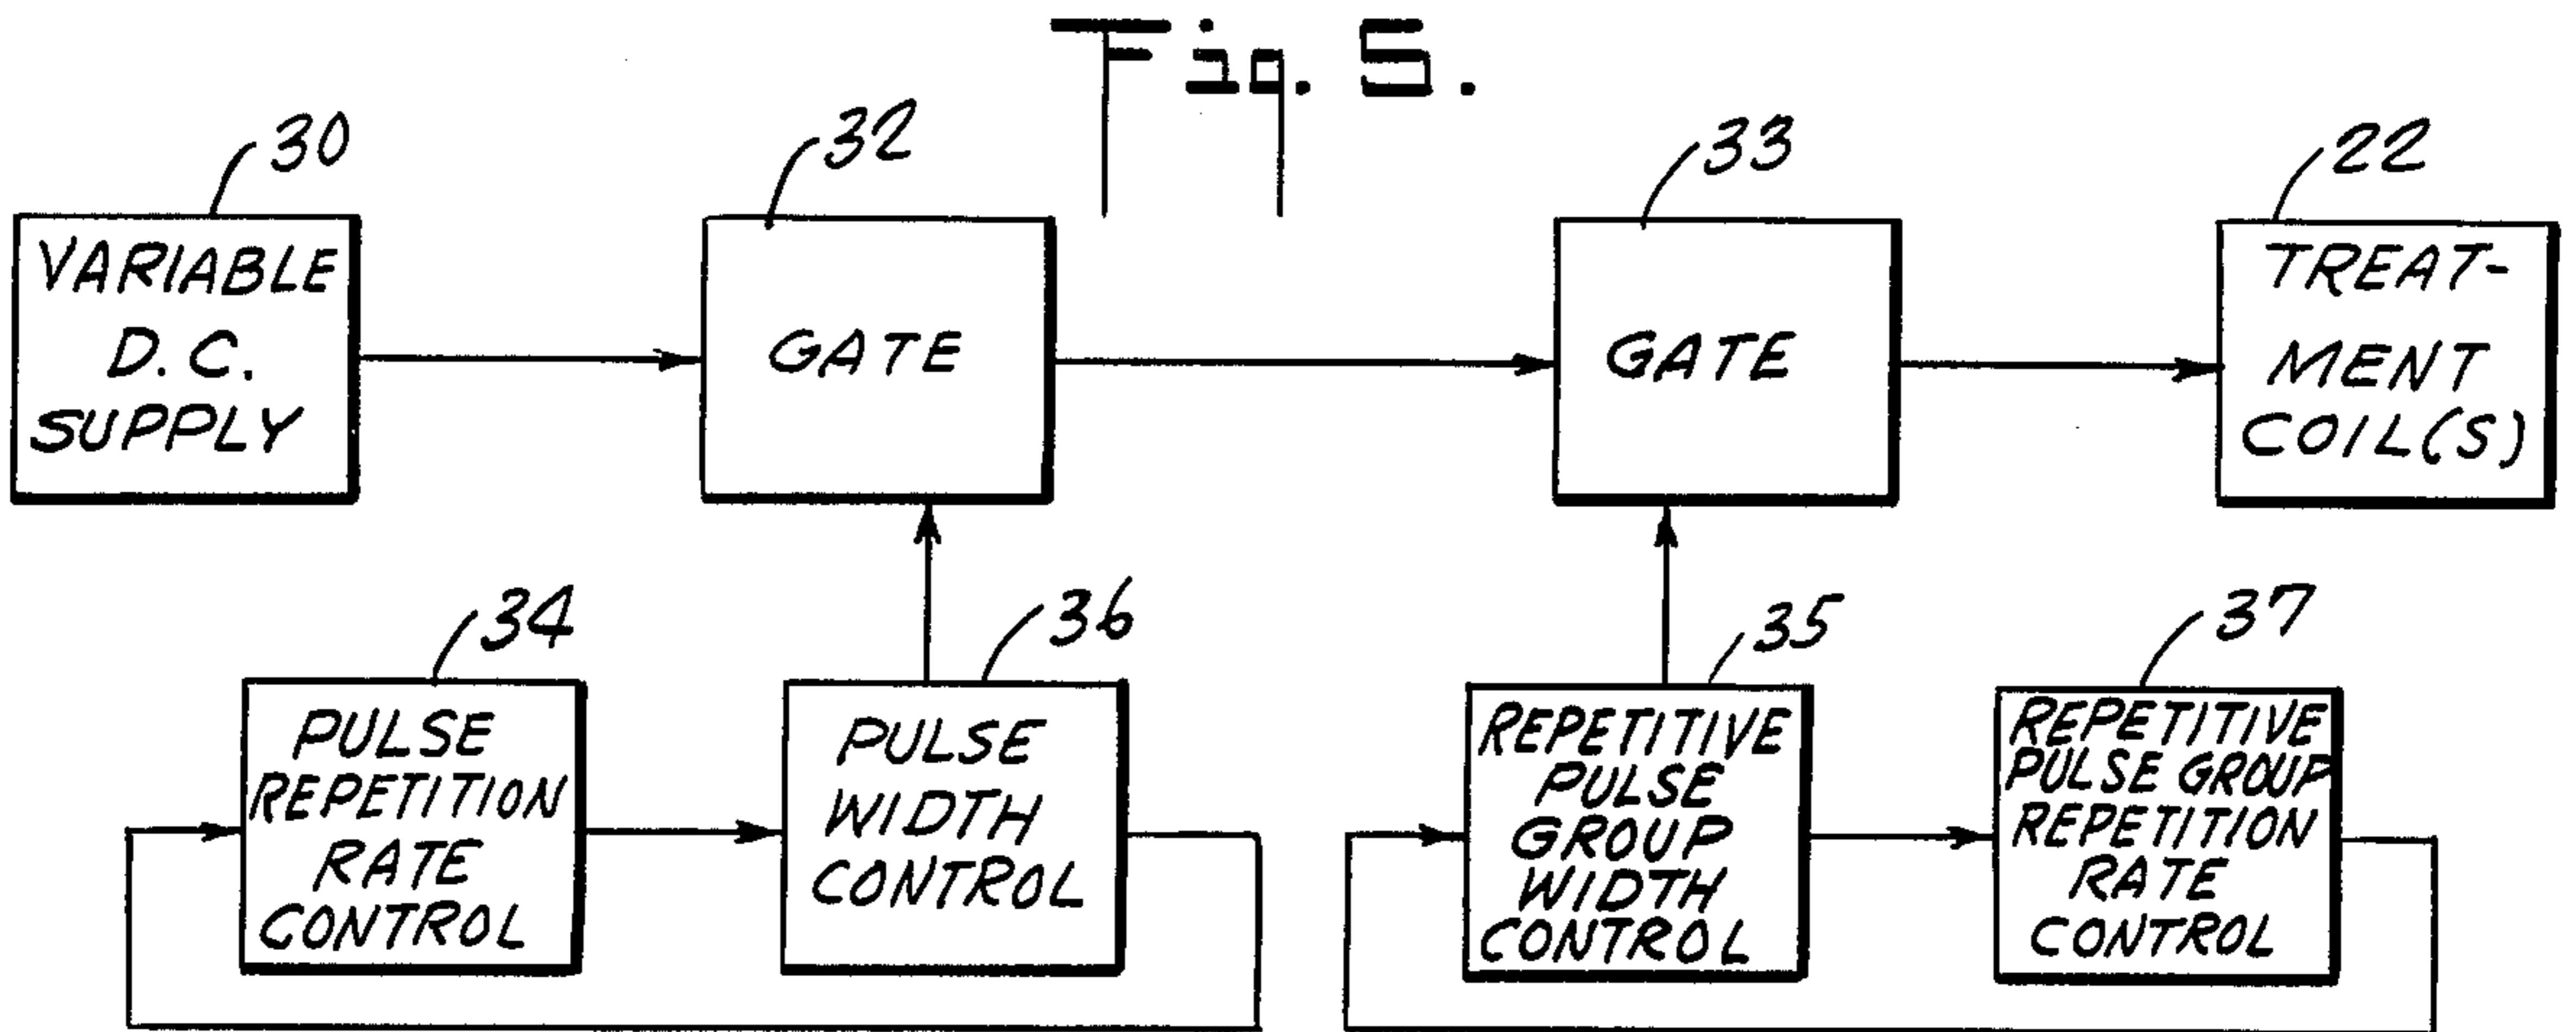 Fig. 5.
30
32
33
22
VARIABLE
D.C.
SUPPLY
GATE
GATE
TREAT-
MENT
COIL(S)
34
36
35
37
PULSE
REPETITION
RATE
CONTROL
PULSE
WIDTH
CONTROL
REPETITIVE
PULSE
GROUP
WIDTH
CONTROL
REPETITIVE
PULSE GROUP
REPETITION
RATE
CONTROL